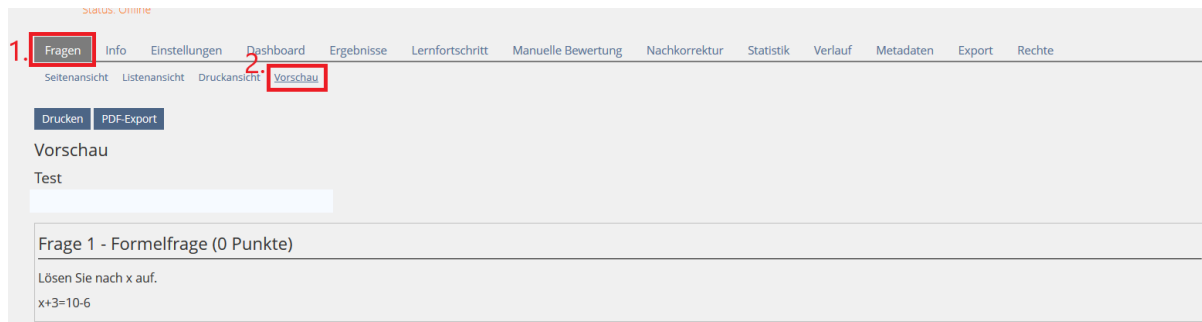 Status: Offline
1. Fragen Info Einstellungen Dashboard Ergebnisse Lernfortschritt Manuelle Bewertung Nachkorrektur Statistik Verlauf Metadaten Export Rechte
2.
Seitenansicht Listenansicht Druckansicht Vorschau
Drucken PDF-Export
Vorschau
Test
Frage 1 - Formelfrage (0 Punkte)
Lösen Sie nach x auf.
x+3=10-6